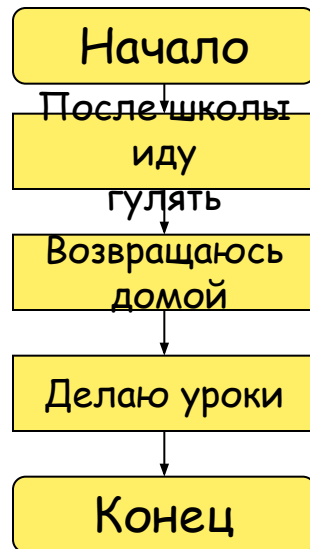 Начало
После школы
иду
гулять
Возвращаюсь
домой
Делаю уроки
Конец